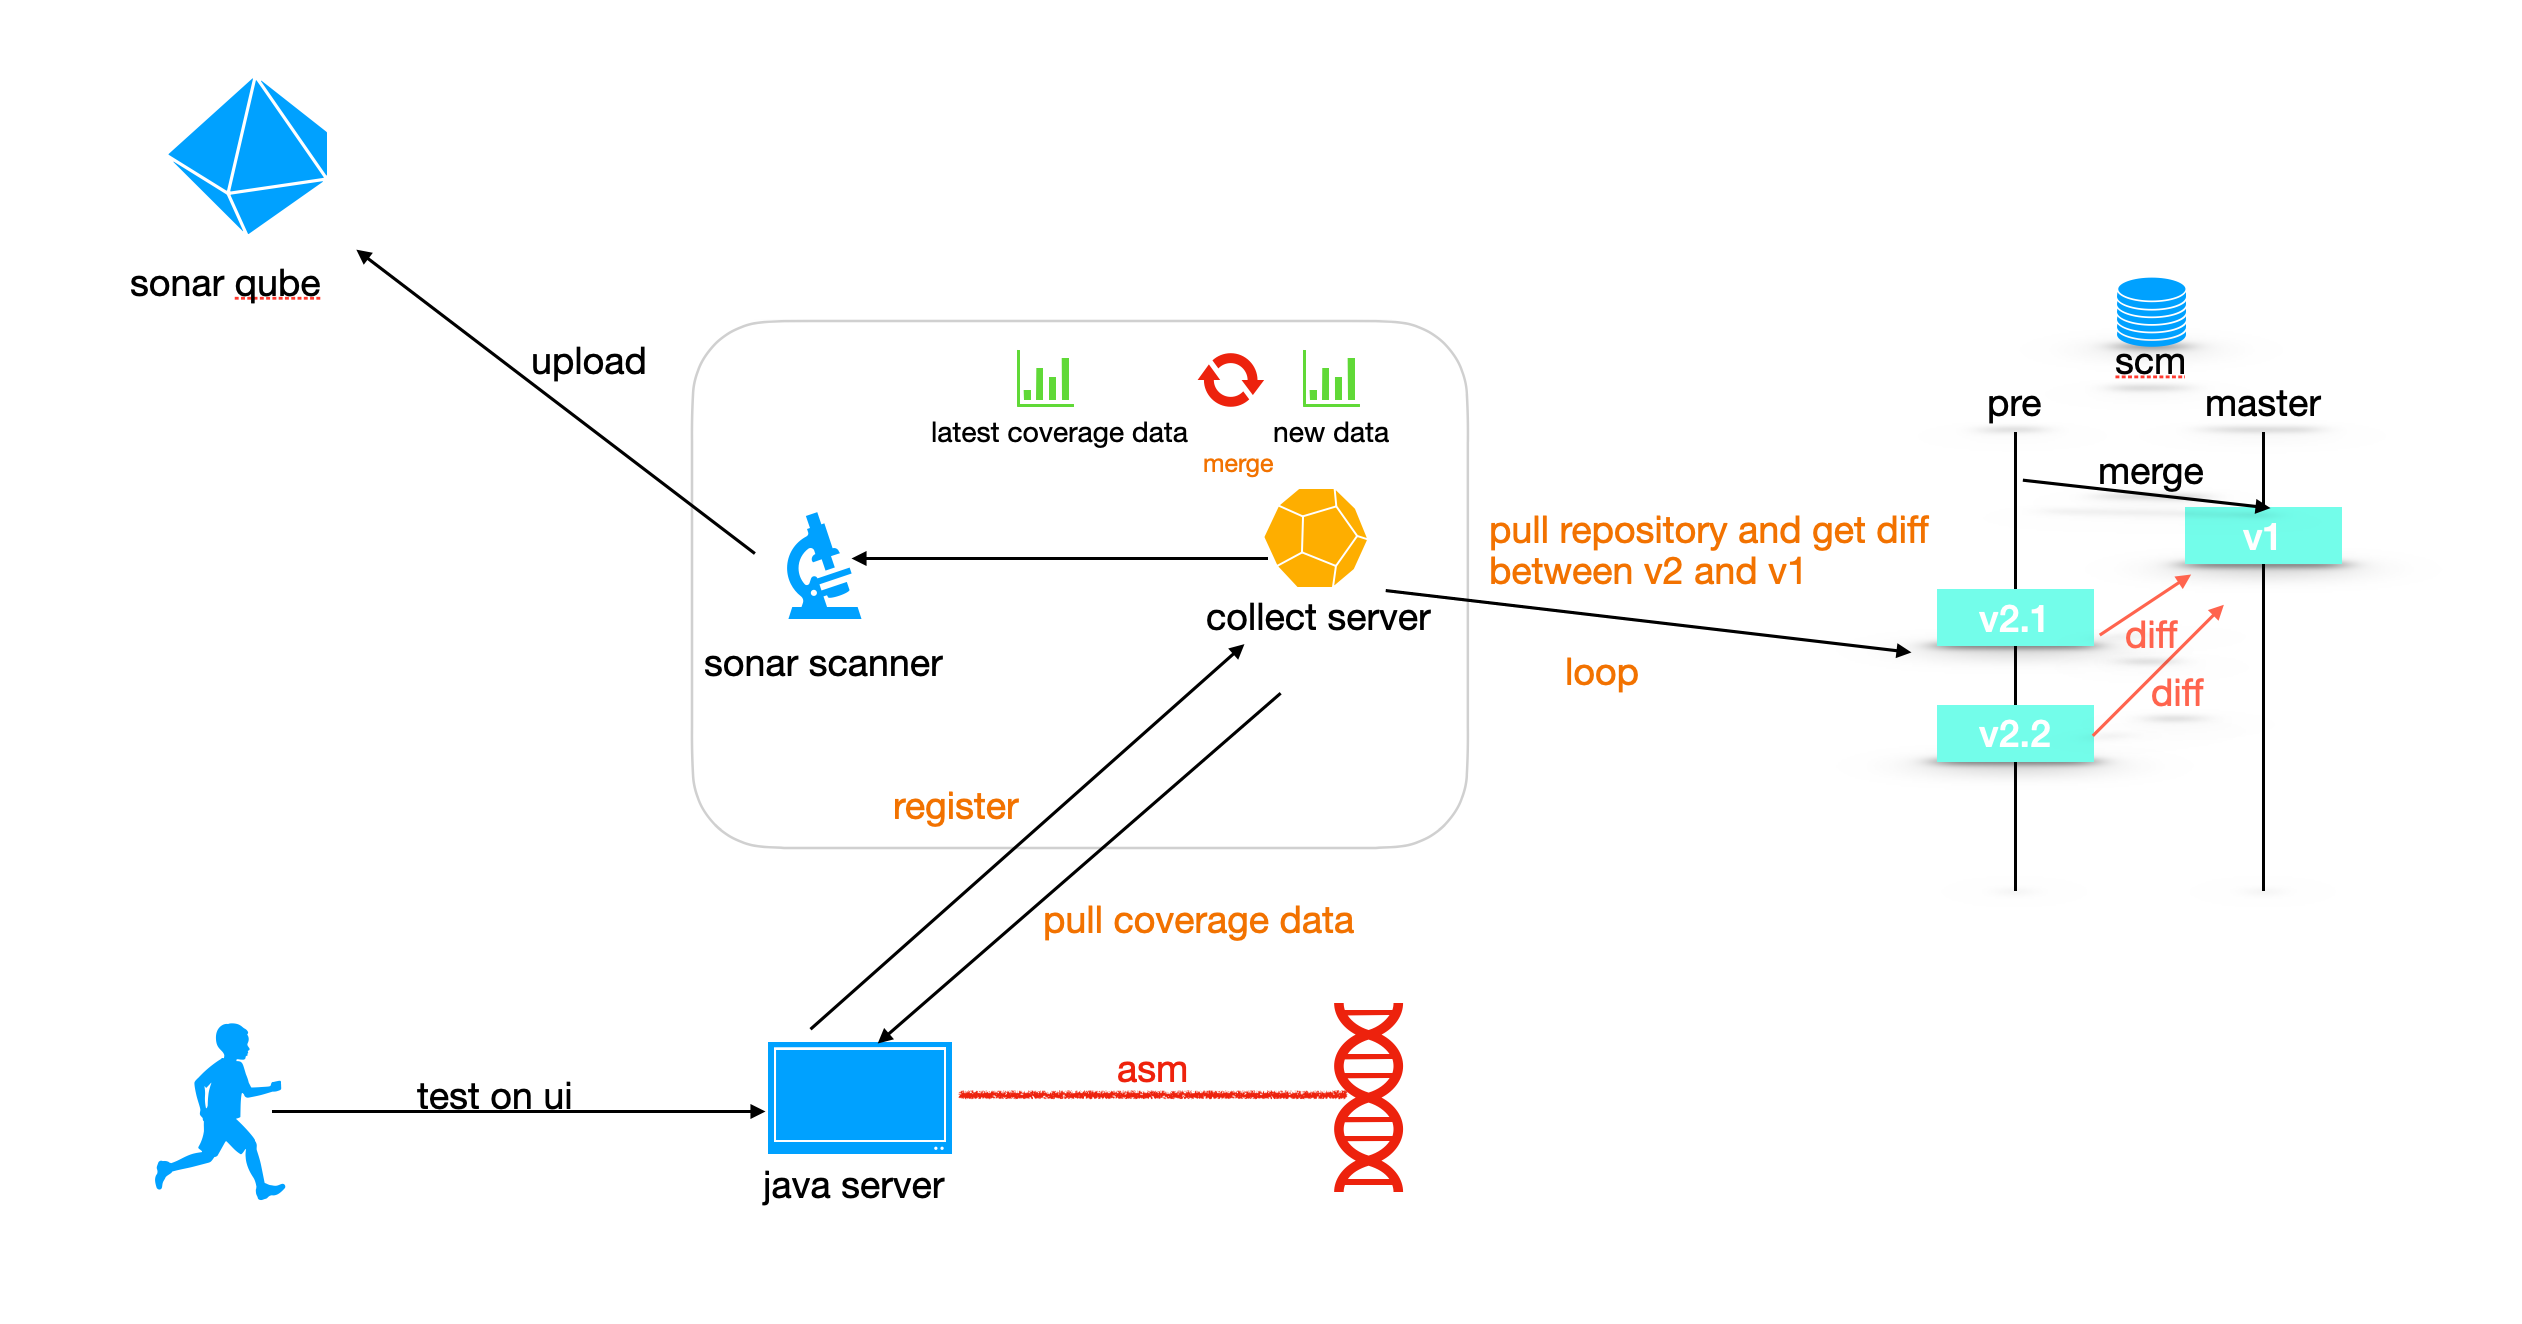 sonar qube
upload
scm
pre
master
latest coverage data
new data
merge
merge
v1
pull repository and get diff
between v2 and v1
collect server
v2.1
diff
sonar scanner
loop
diff
v2.2
register
pull coverage data
asm
test on ui
java server